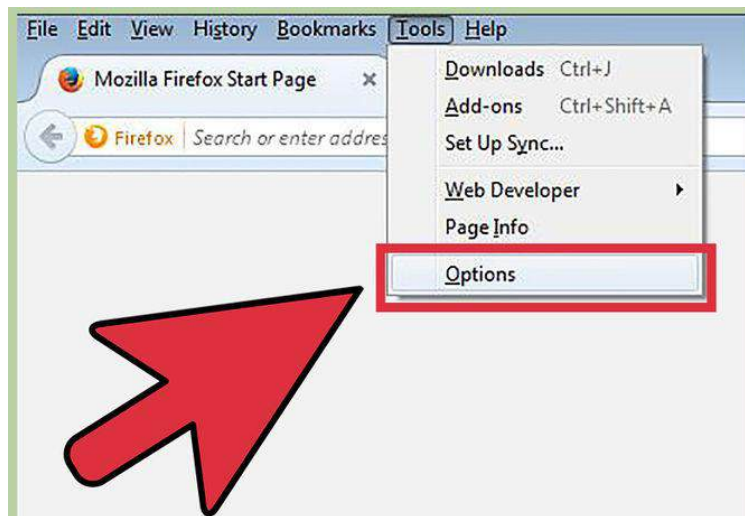 File Edit View History Bookmarks Tools Help
Mozilla Firefox Start Page
Firefox Search or enter addres
Downloads Ctrl+J
Add-ons Ctrl+Shift+A
Set Up Sync...
Web Developer
Page Info
Options